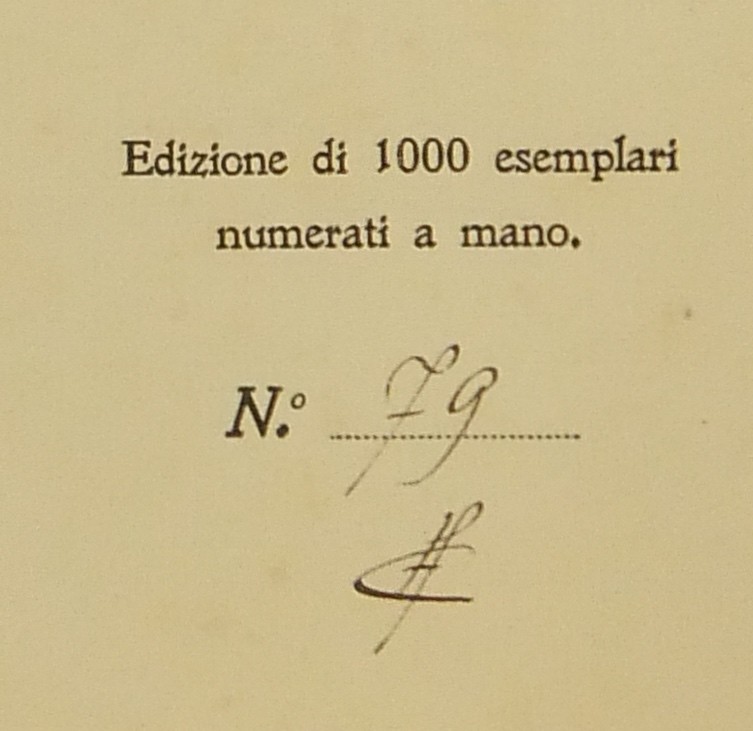 Edizione di 1000 esemplari
numerati a mano.
N.º 79